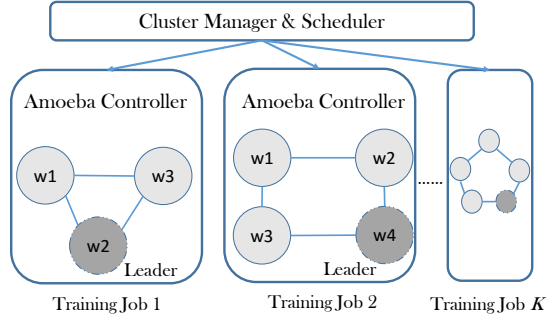 Cluster Manager & Scheduler
Amoeba Controller
Amoeba Controller
w1
w3
w2
Leader
w1
w2
w3
w4
Leader
......
Training Job 1
Training Job 2
Training Job K